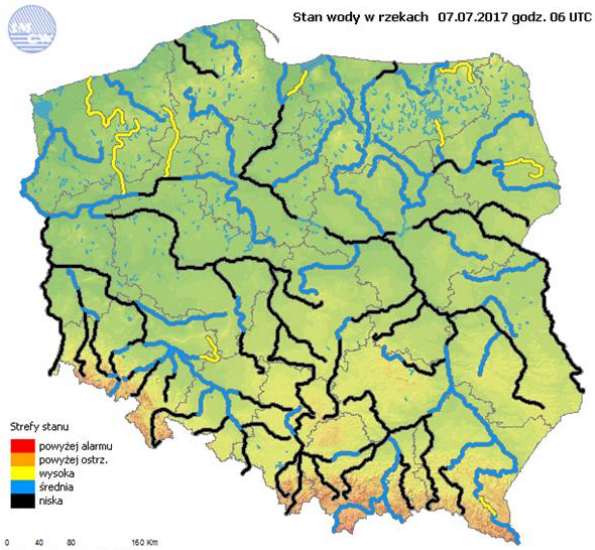 Stan wody w rzekach 07.07.2017 godz. 06 UTC
Strefy stanu
powyżej alarmu
powyżej ostrz.
wysoka
średnia
niska
0 40 80 160 Km